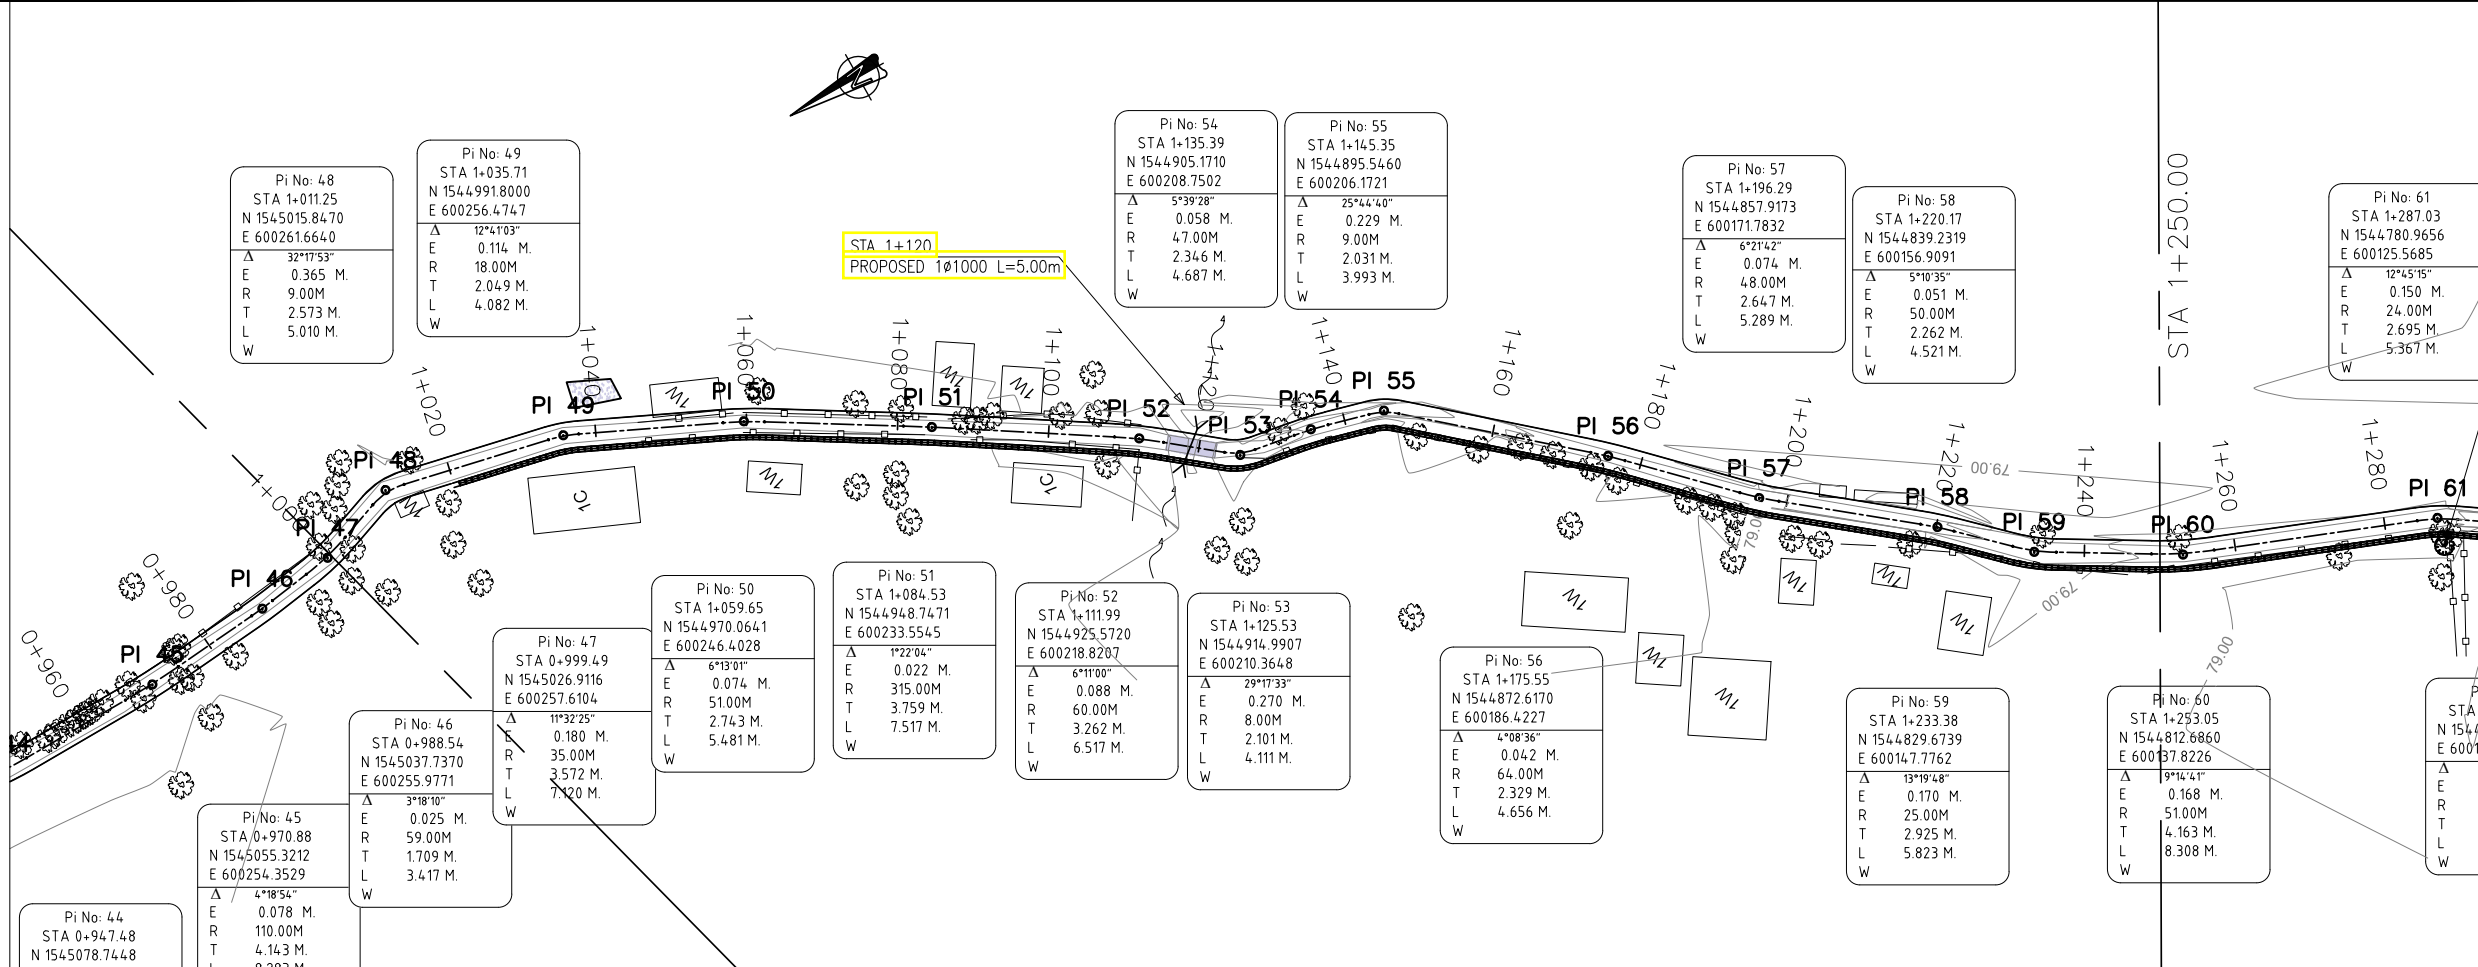 Pi No: 48
STA 1+011.25
N 1545015.8470
E 600261.6640
Δ 32°17'53"
E 0.365 M.
R 9.00M
T 2.573 M.
L 5.010 M.
W
Pi No: 49
STA 1+035.71
N 1544991.8000
E 600256.4747
Δ 12°41'03"
E 0.114 M.
R 18.00M
T 2.049 M.
L 4.082 M.
W
STA 1+120
PROPOSED 1ø1000 L=5.00m
Pi No: 54
STA 1+135.39
N 1544905.1710
E 600208.7502
Δ 5°39'28"
E 0.058 M.
R 47.00M
T 2.346 M.
L 4.687 M.
W
Pi No: 55
STA 1+145.35
N 1544895.5460
E 600206.1721
Δ 25°44'40"
E 0.229 M.
R 9.00M
T 2.031 M.
L 3.993 M.
W
Pi No: 57
STA 1+196.29
N 1544857.9173
E 600171.7832
Δ 6°21'42"
E 0.074 M.
R 48.00M
T 2.647 M.
L 5.289 M.
W
Pi No: 58
STA 1+220.17
N 1544839.2319
E 600156.9091
Δ 5°10'35"
E 0.051 M.
R 50.00M
T 2.262 M.
L 4.521 M.
W
STA 1+250.00
Pi No: 61
STA 1+287.03
N 1544780.9656
E 600125.5685
Δ 12°45'15"
E 0.150 M.
R 24.00M
T 2.695 M.
L 5.367 M.
W
0+960
0+980
1+020
1+040
1+060
1+080
1+100
1+120
1+140
1+160
1+180
1+200
1+220
1+240
1+260
1+280
PI 46
PI 47
PI 48
PI 49
PI 50
PI 51
PI 52
PI 53
PI 54
PI 55
PI 56
PI 57
PI 58
PI 59
PI 60
PI 61
1W
1W
1W
1W
1C
1W
1C
1W
1W
1W
1W
1W
1W
79.00
79.00
79.00
Pi No: 44
STA 0+947.48
N 1545078.7448
Pi No: 45
STA 0+970.88
N 1545055.3212
E 600254.3529
Δ 4°18'54"
E 0.078 M.
R 110.00M
T 4.143 M.
Pi No: 46
STA 0+988.54
N 1545037.7370
E 600255.9771
Δ 3°18'10"
E 0.025 M.
R 59.00M
T 1.709 M.
L 3.417 M.
W
Pi No: 47
STA 0+999.49
N 1545026.9116
E 600257.6104
Δ 11°32'25"
E 0.180 M.
R 35.00M
T 3.572 M.
L 7.120 M.
W
Pi No: 50
STA 1+059.65
N 1544970.0641
E 600246.4028
Δ 6°13'01"
E 0.074 M.
R 51.00M
T 2.743 M.
L 5.481 M.
W
Pi No: 51
STA 1+084.53
N 1544948.7471
E 600233.5545
Δ 1°22'04"
E 0.022 M.
R 315.00M
T 3.759 M.
L 7.517 M.
W
Pi No: 52
STA 1+111.99
N 1544925.5720
E 600218.8207
Δ 6°11'00"
E 0.088 M.
R 60.00M
T 3.262 M.
L 6.517 M.
W
Pi No: 53
STA 1+125.53
N 1544914.9907
E 600210.3648
Δ 29°17'33"
E 0.270 M.
R 8.00M
T 2.101 M.
L 4.111 M.
W
Pi No: 56
STA 1+175.55
N 1544872.6170
E 600186.4227
Δ 4°08'36"
E 0.042 M.
R 64.00M
T 2.329 M.
L 4.656 M.
W
Pi No: 59
STA 1+233.38
N 1544829.6739
E 600147.7762
Δ 13°19'48"
E 0.170 M.
R 25.00M
T 2.925 M.
L 5.823 M.
W
Pi No: 60
STA 1+253.05
N 1544812.6860
E 600137.8226
Δ 9°14'41"
E 0.168 M.
R 51.00M
T 4.163 M.
L 8.308 M.
W
STA
Δ
E
R
T
L
W